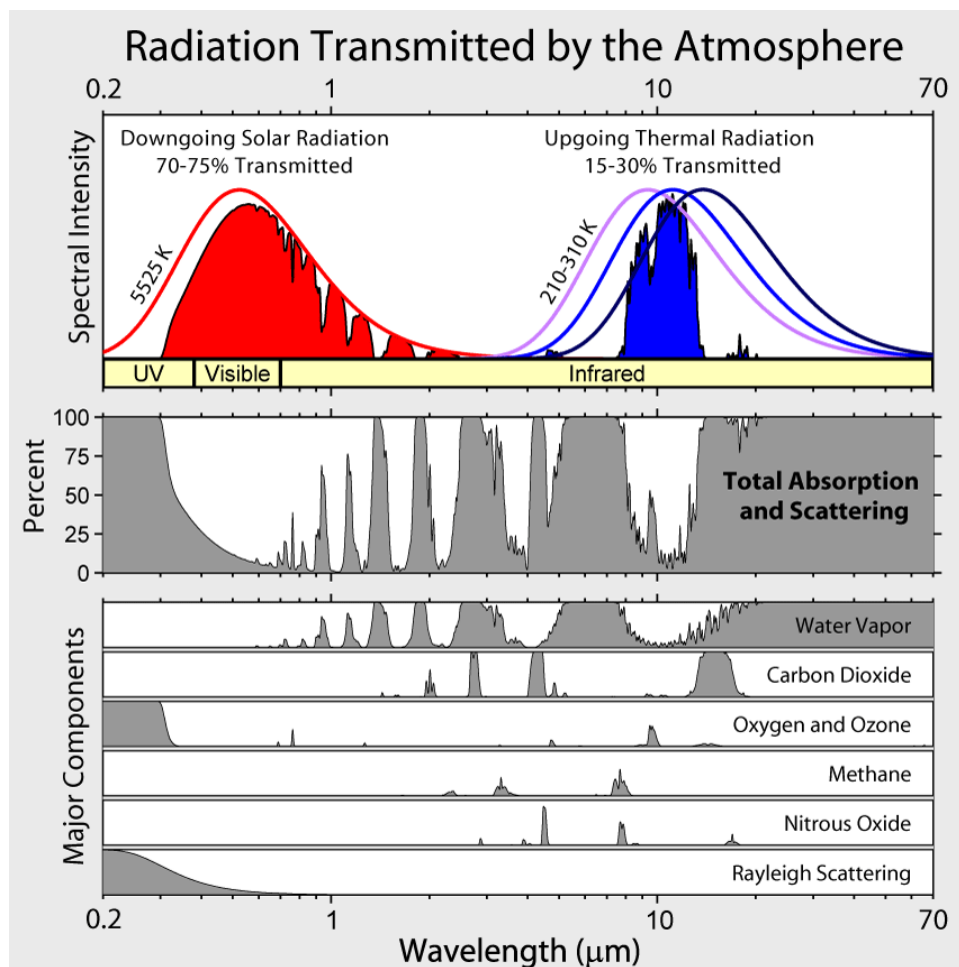 Radiation Transmitted by the Atmosphere
0.2 1 10 70
Spectral Intensity
Downgoing Solar Radiation
70-75% Transmitted
Upgoing Thermal Radiation
15-30% Transmitted
5525 K
210-310 K
UV Visible Infrared
Percent
100
75
50
25
0
Total Absorption
and Scattering
Major Components
Water Vapor
Carbon Dioxide
Oxygen and Ozone
Methane
Nitrous Oxide
Rayleigh Scattering
0.2 1 10 70
Wavelength (μm)